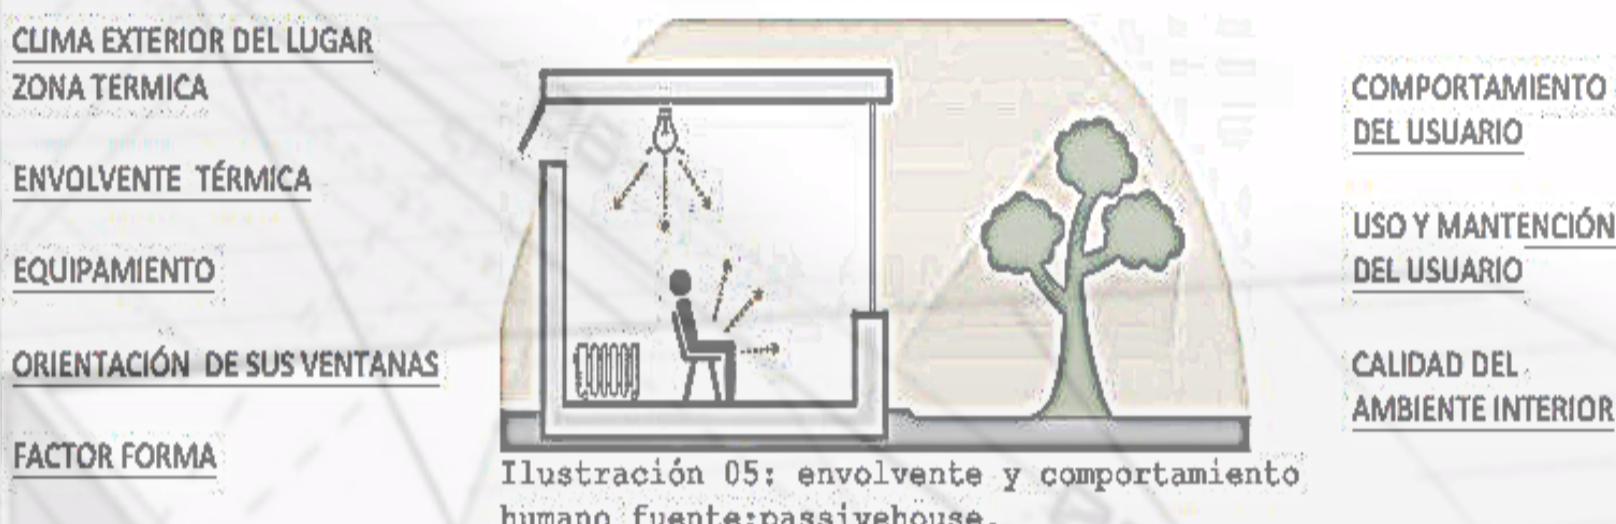 CLIMA EXTERIOR DEL LUGAR
ZONA TERMICA
ENVOLVENTE TÉRMICA
EQUIPAMIENTO
ORIENTACIÓN DE SUS VENTANAS
FACTOR FORMA
Ilustración 05: envolvente y comportamiento
humano fuente:passivehouse.
COMPORTAMIENTO
DEL USUARIO
USO Y MANTENCIÓN
DEL USUARIO
CALIDAD DEL
AMBIENTE INTERIOR